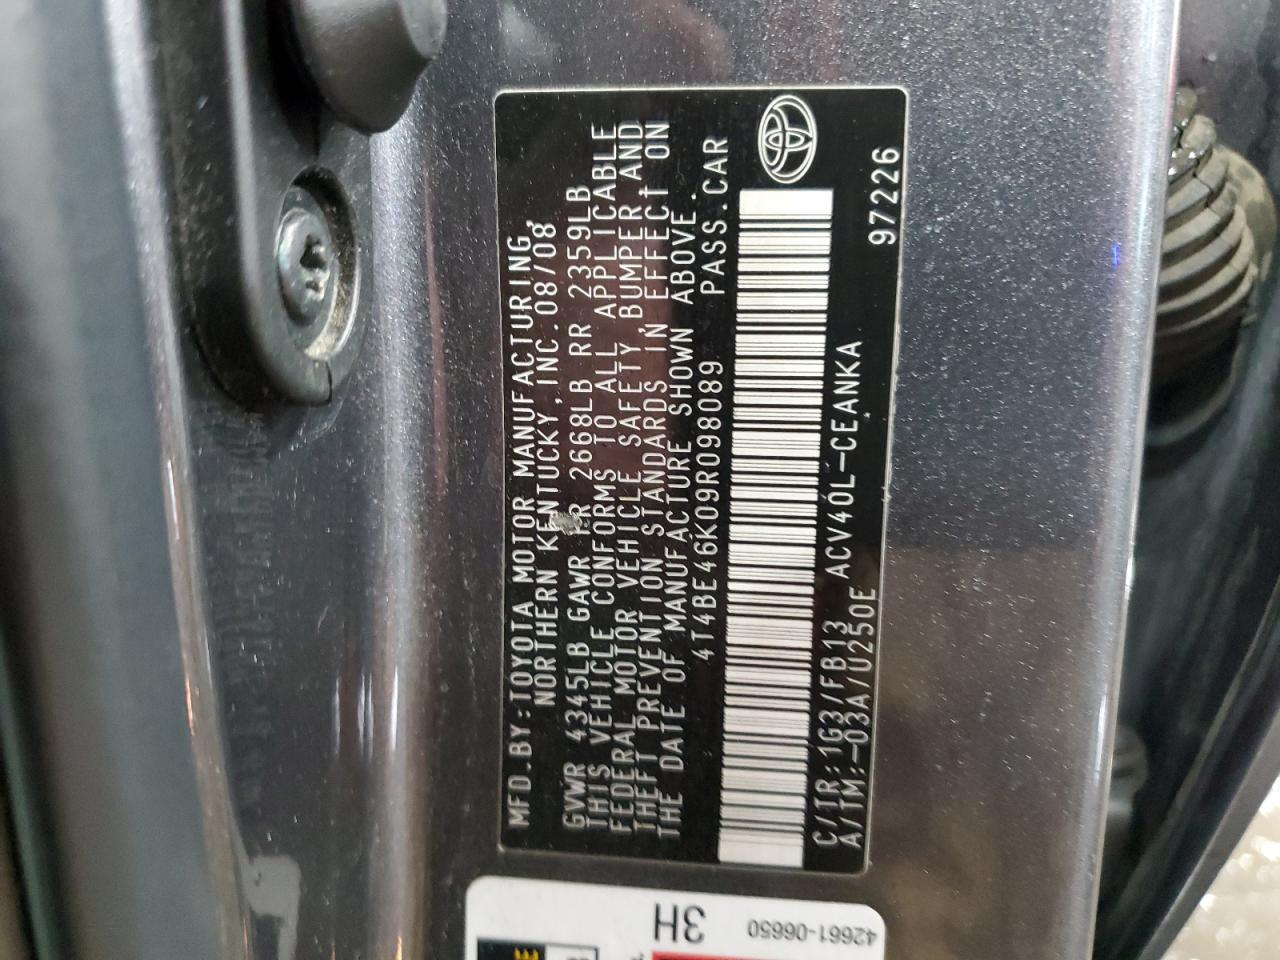 MFD.BY:TOYOTA MOTOR MANUFACTURING,
NORTHERN KENTUCKY,INC.08/08
GVWR 4345LB GAWR FR 2668LB RR 2359LB
THIS VEHICLE CONFORMS TO ALL APPLICABLE
FEDERAL MOTOR VEHICLE SAFETY,BUMPER,AND
THEFT PREVENTION STANDARDS IN EFFECT ON
THE DATE OF MANUFACTURE SHOWN ABOVE.
4T4BE46K09R098089 PASS.CAR
C/TR:1G3/FB13 ACV40L-CEANKA
A/TM:-03A/U250E
97226
3H
42661-06650